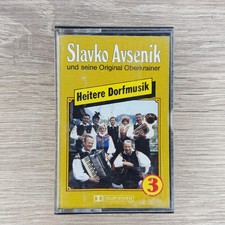 Slavko Avsenik
und seine Original Oberkrainer
Heitere Dorfmusik
3